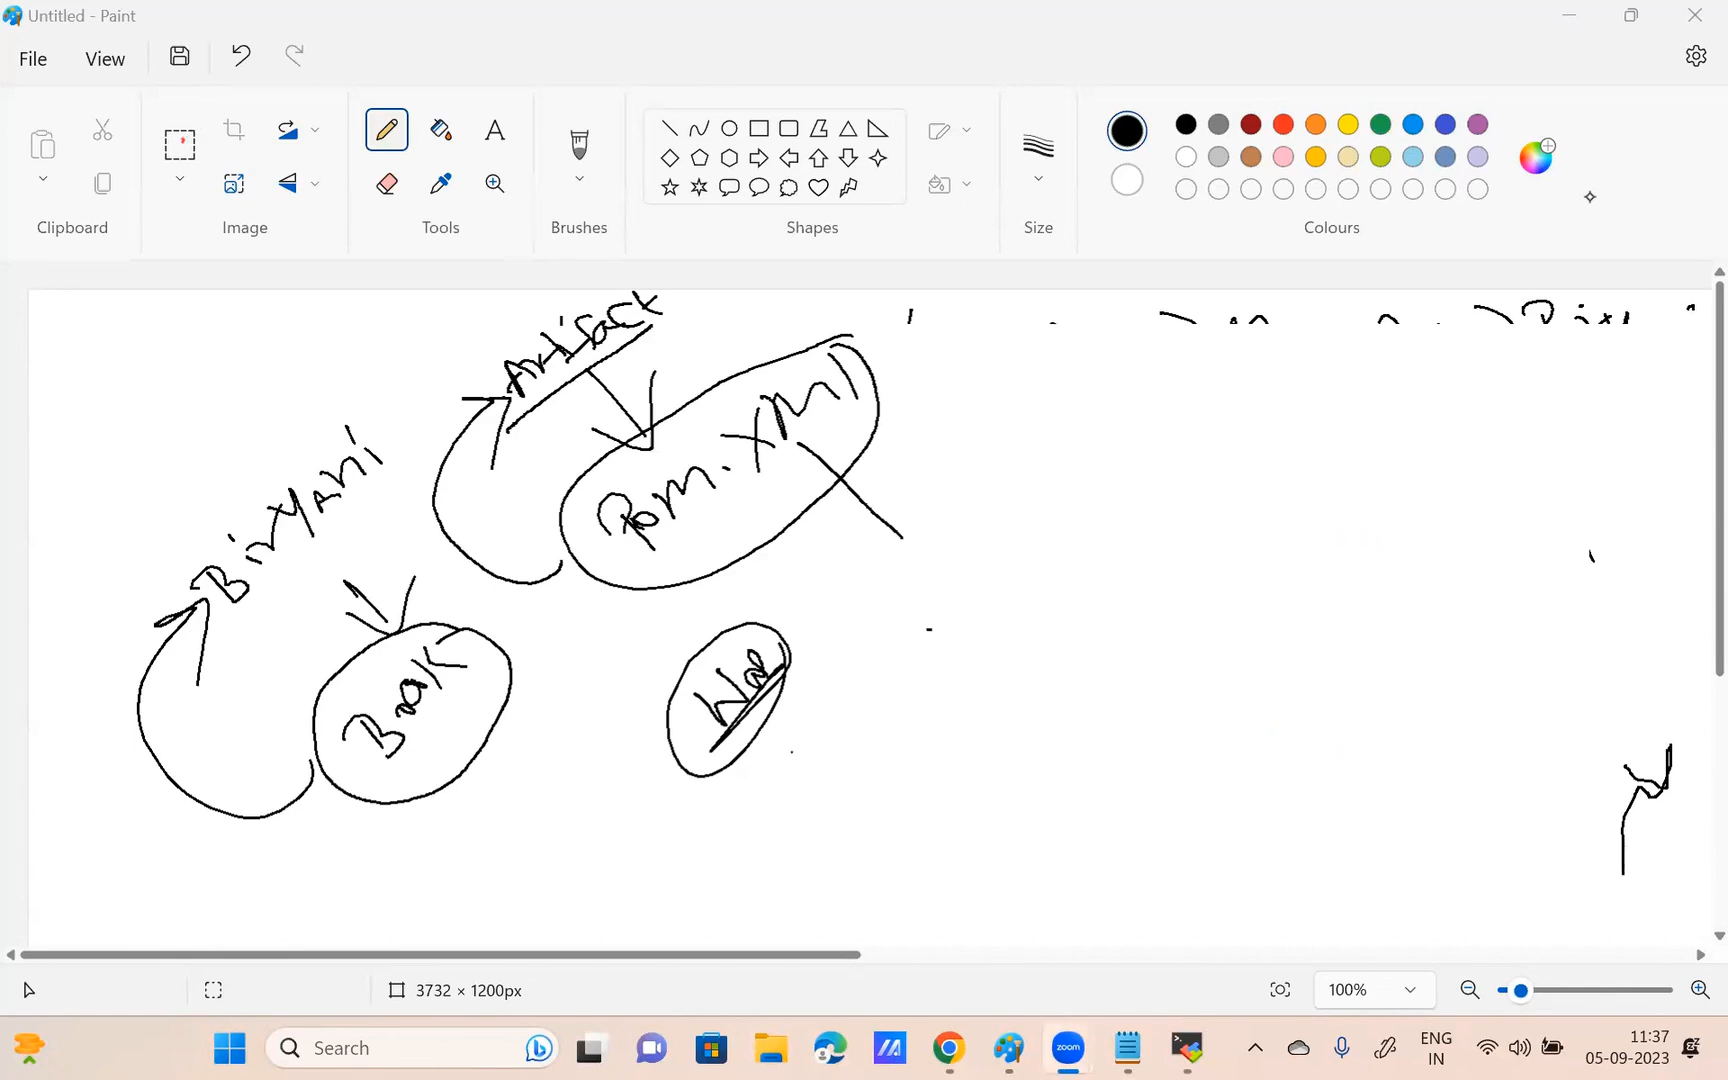 Untitled - Paint
File
View
Clipboard
Image
Tools
Brushes
Shapes
Size
Colours
Artifact
Pom.xml
Biryani
Book
3732 × 1200px
100%
Search
zoom
ENG
IN
11:37
05-09-2023